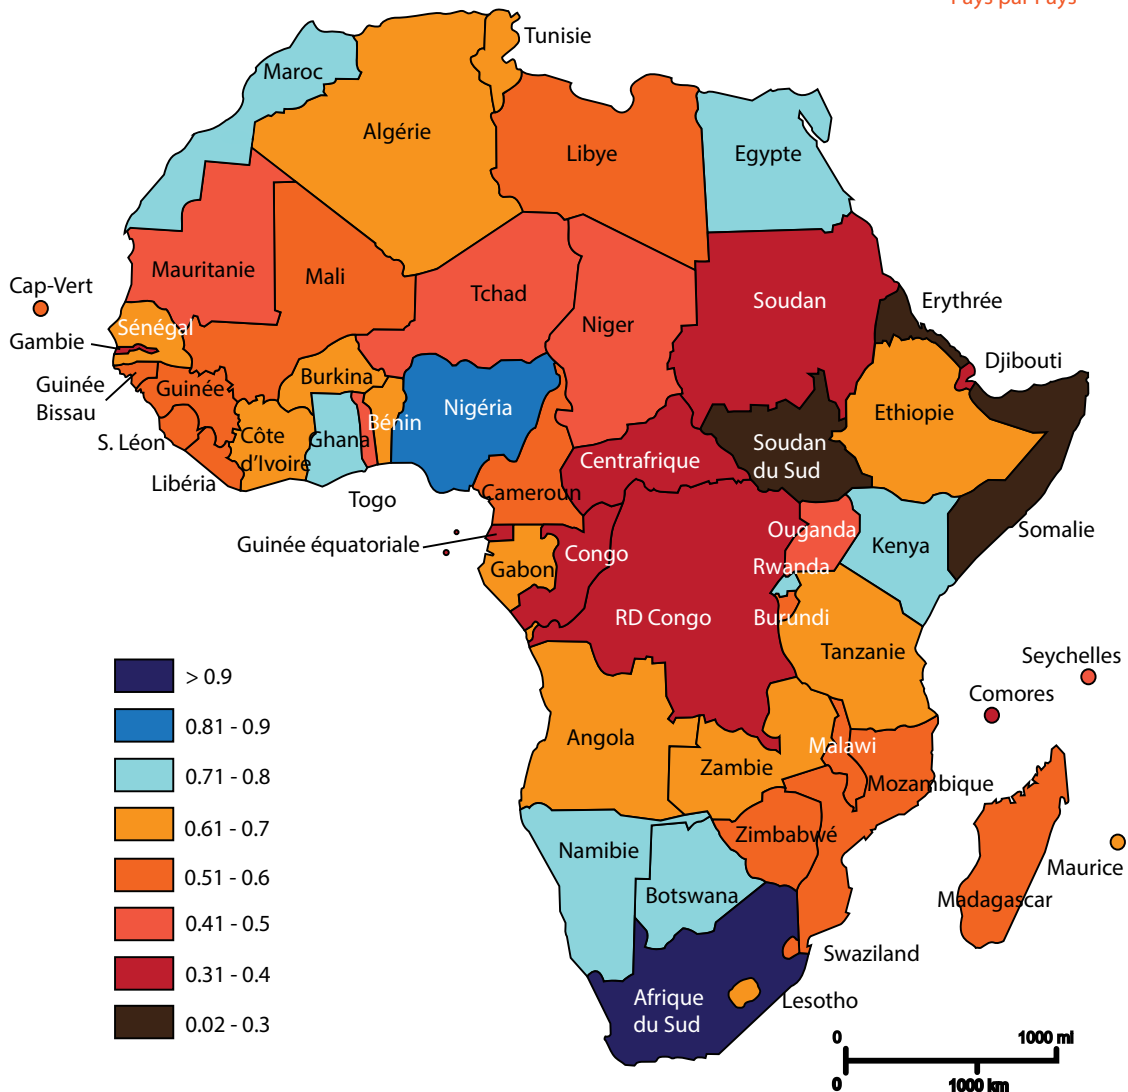 Pays par Pays
Tunisie
Maroc
Algérie
Libye
Egypte
Mauritanie
Mali
Tchad
Niger
Soudan
Erythrée
Cap-Vert
Sénégal
Gambie
Djibouti
Guinée
Bissau
Guinée
Burkina
Bénin
Nigéria
Ethiopie
S. Léon
Côte
d'Ivoire
Ghana
Centrafrique
Soudan
du Sud
Libéria
Togo
Cameroun
Somalie
Guinée équatoriale
Congo
Ouganda
Kenya
Gabon
Rwanda
RD Congo
Burundi
Tanzanie
Seychelles
Comores
Angola
Malawi
Zambie
Mozambique
Zimbabwé
Namibie
Maurice
Botswana
Madagascar
Swaziland
Afrique
du Sud
Lesotho
> 0.9
0.81 - 0.9
0.71 - 0.8
0.61 - 0.7
0.51 - 0.6
0.41 - 0.5
0.31 - 0.4
0.02 - 0.3
0 1000 mi
0 1000 km